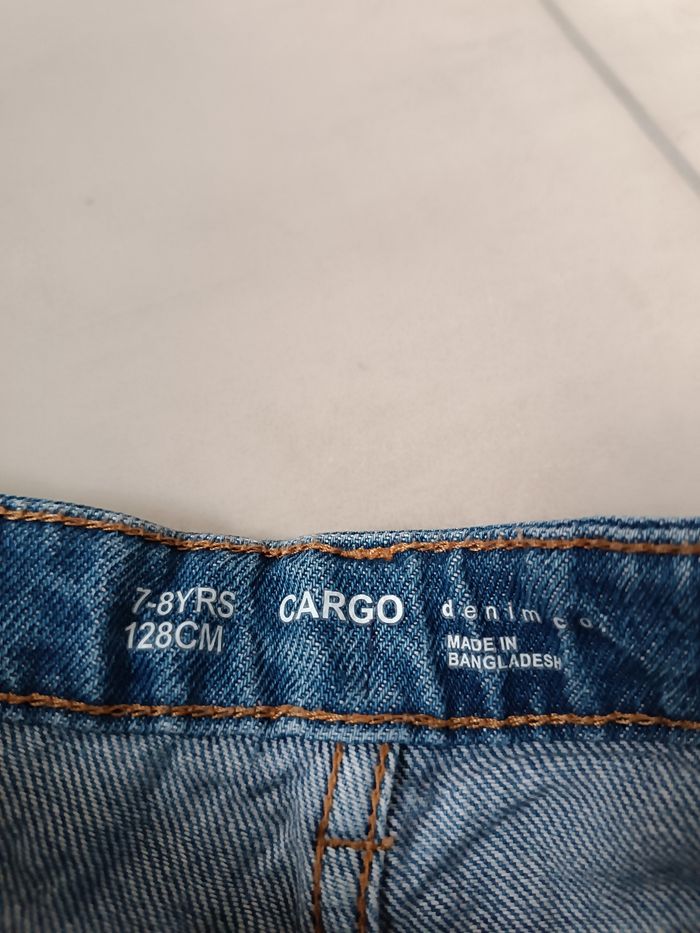 7-8YRS
128CM
CARGO
denim co
MADE IN
BANGLADESH